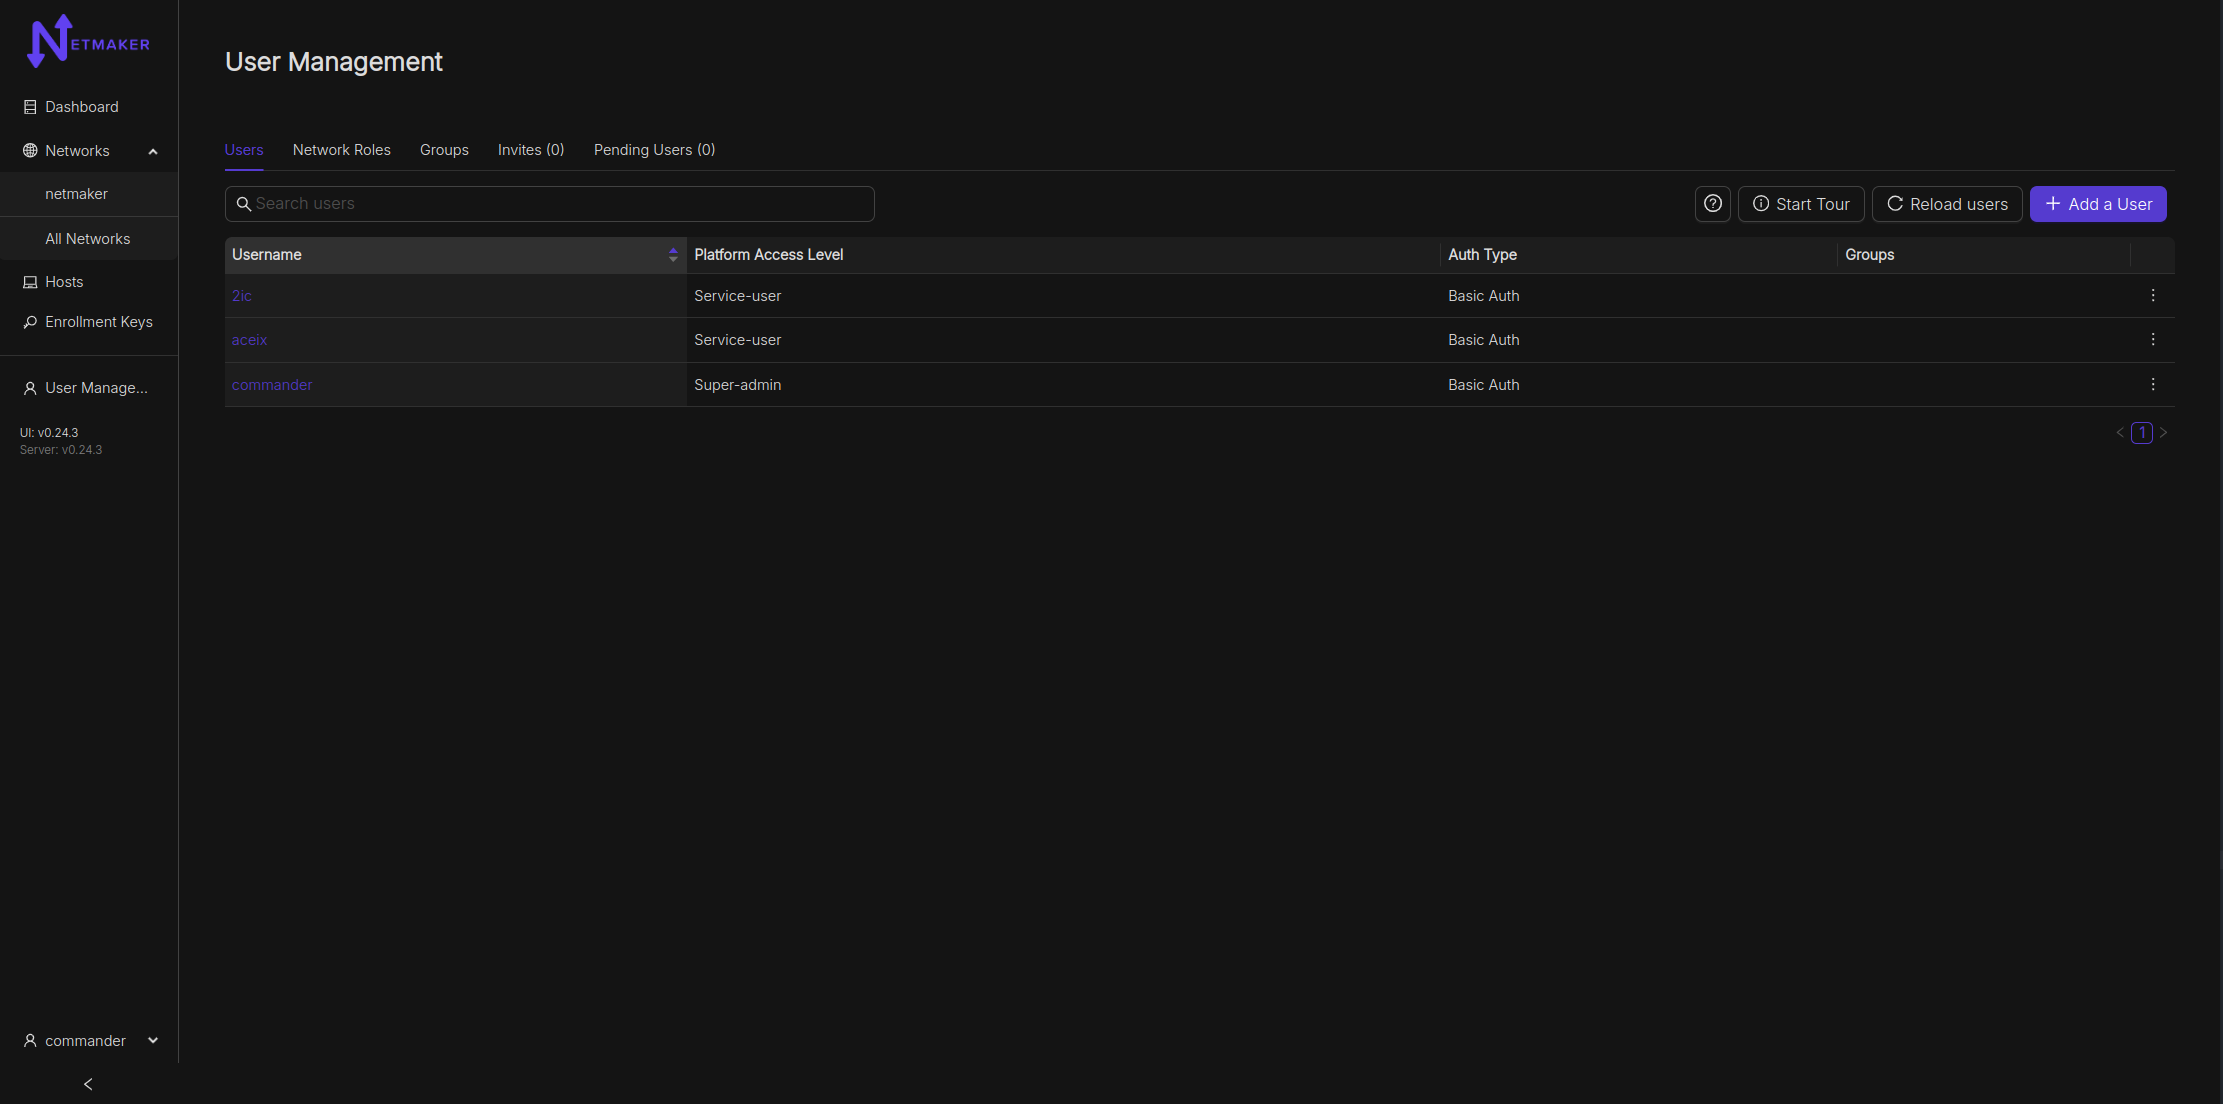 NETMAKER
Dashboard
Networks
netmaker
All Networks
Hosts
Enrollment Keys
User Manage...
UI: v0.24.3
Server: v0.24.3
commander
User Management
Users Network Roles Groups Invites (0) Pending Users (0)
Search users Start Tour Reload users Add a User
Username Platform Access Level Auth Type Groups
2ic Service-user Basic Auth
aceix Service-user Basic Auth
commander Super-admin Basic Auth
1